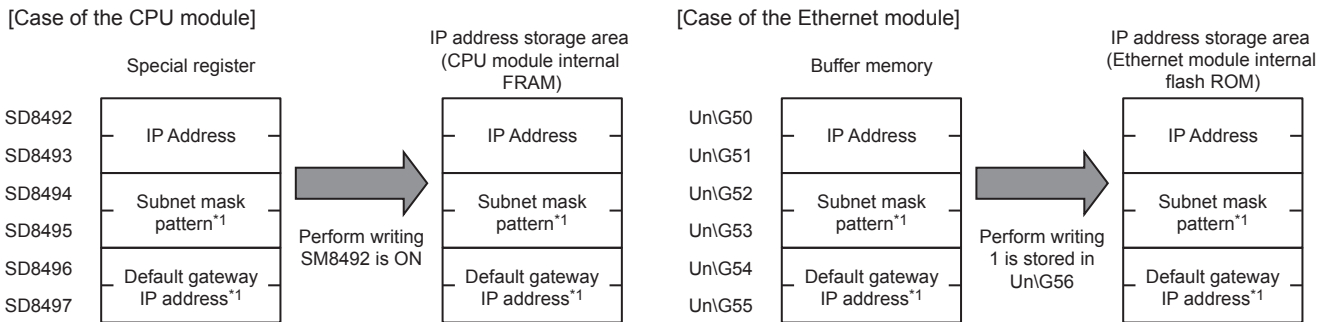 [Case of the CPU module]
Special register
IP address storage area
(CPU module internal
FRAM)
SD8492
SD8493
SD8494
SD8495
SD8496
SD8497
IP Address
Subnet mask
pattern*1
Default gateway
IP address*1
Perform writing
SM8492 is ON
IP Address
Subnet mask
pattern*1
Default gateway
IP address*1
[Case of the Ethernet module]
Buffer memory
IP address storage area
(Ethernet module internal
flash ROM)
Un\G50
Un\G51
Un\G52
Un\G53
Un\G54
Un\G55
IP Address
Subnet mask
pattern*1
Default gateway
IP address*1
Perform writing
1 is stored in
Un\G56
IP Address
Subnet mask
pattern*1
Default gateway
IP address*1